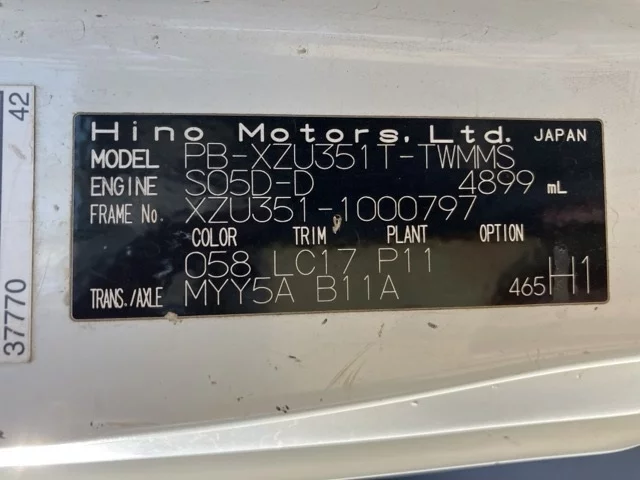 Hino Motors, Ltd. JAPAN
MODEL PB-XZU351T-TWMMS
ENGINE S05D-D 4899 mL
FRAME No. XZU351-1000797
COLOR TRIM PLANT OPTION
058 LC17 P11
TRANS./AXLE MYY5A B11A 465 H1
37770 42